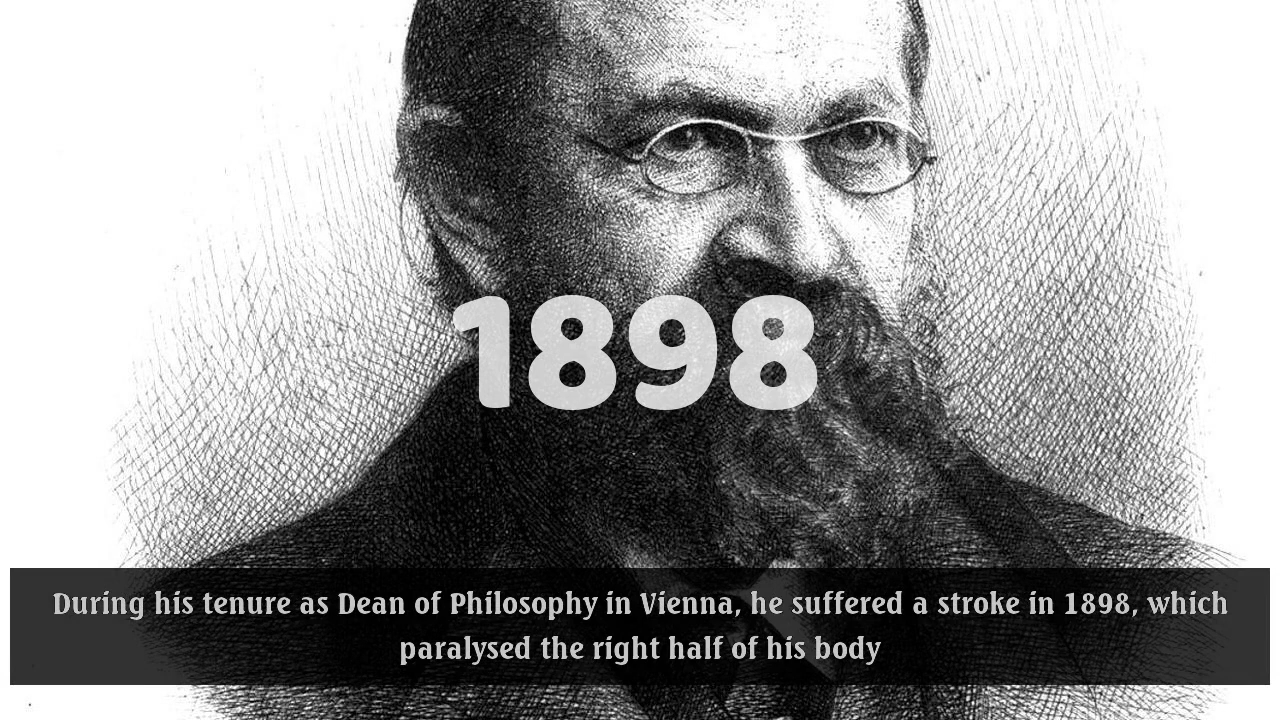 1898
During his tenure as Dean of Philosophy in Vienna, he suffered a stroke in 1898, which
paralysed the right half of his body